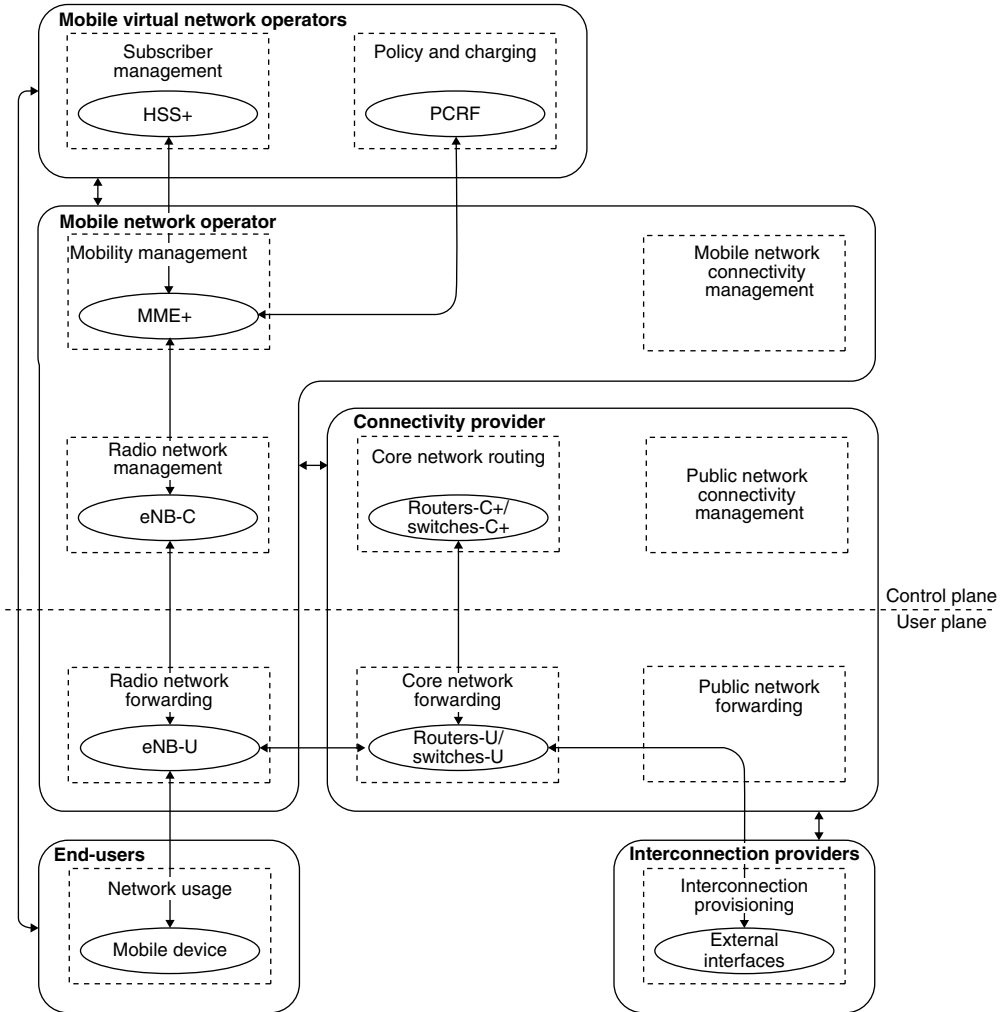 Mobile virtual network operators
Subscriber
management
HSS+
Policy and charging
PCRF
Mobile network operator
Mobility management
MME+
Mobile network
connectivity
management
Radio network
management
eNB-C
Connectivity provider
Core network routing
Routers-C+/
switches-C+
Public network
connectivity
management
Control plane
User plane
Radio network
forwarding
eNB-U
Core network
forwarding
Routers-U/
switches-U
Public network
forwarding
End-users
Network usage
Mobile device
Interconnection providers
Interconnection
provisioning
External
interfaces